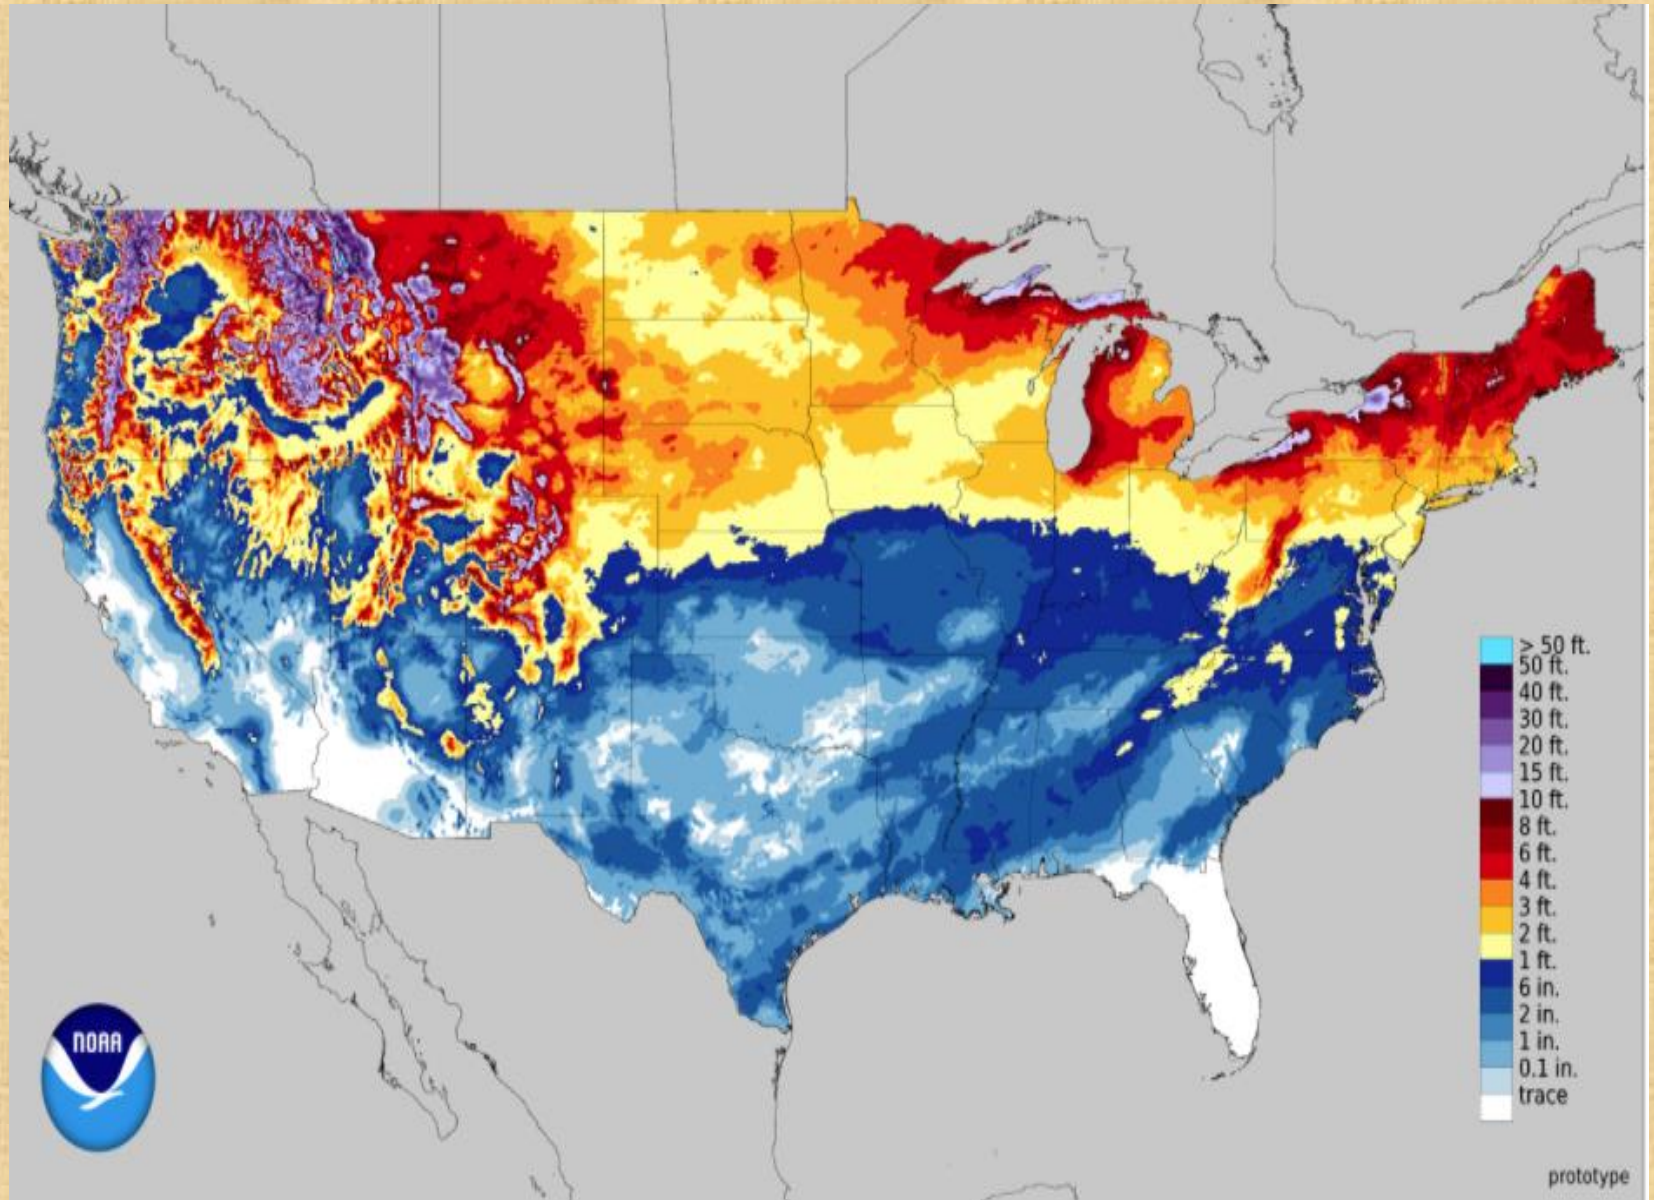 > 50 ft.
50 ft.
40 ft.
30 ft.
20 ft.
15 ft.
10 ft.
8 ft.
6 ft.
4 ft.
3 ft.
2 ft.
1 ft.
6 in.
2 in.
1 in.
0.1 in.
trace
NOAA
prototype